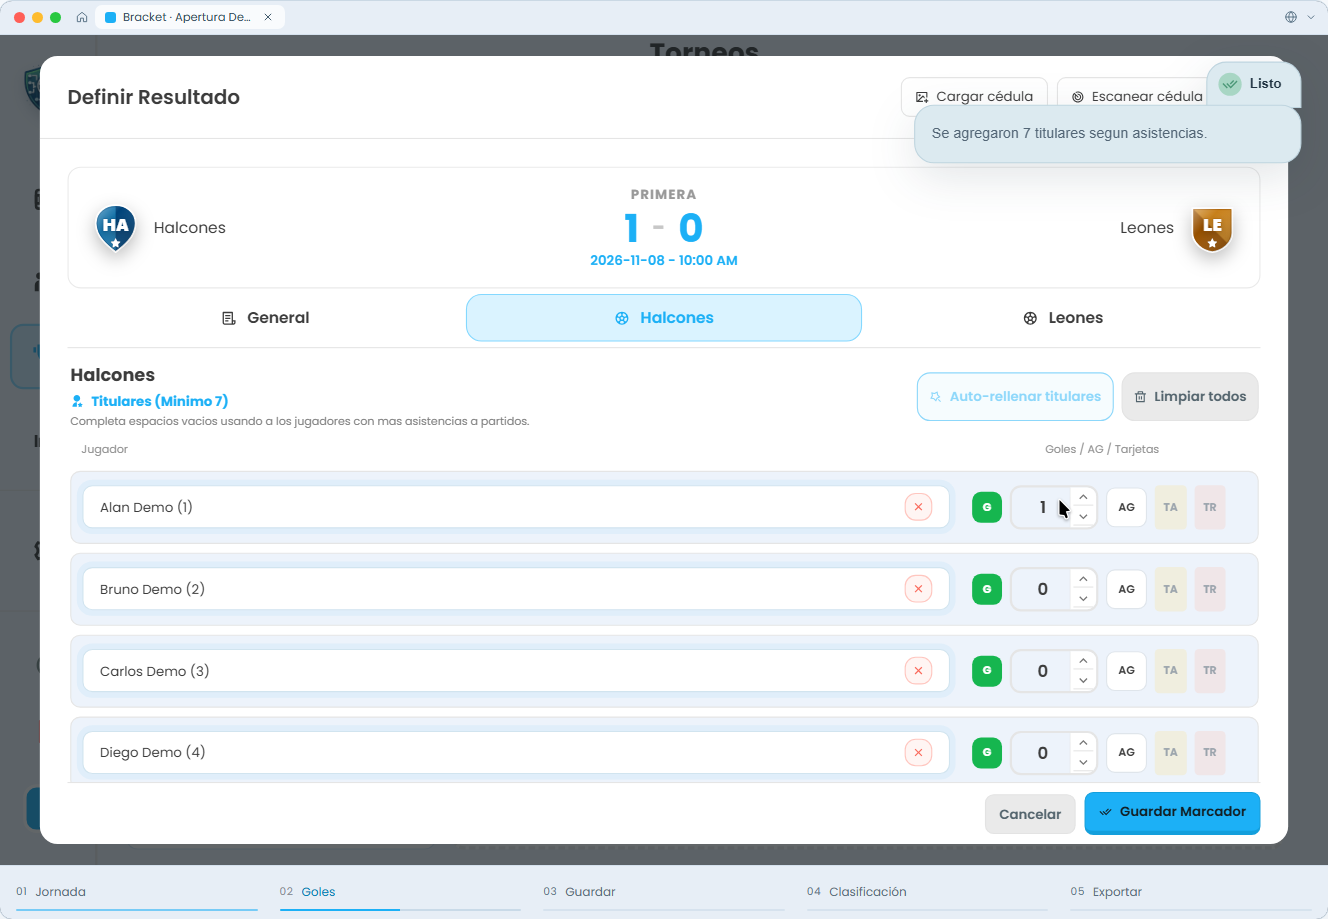 Bracket · Apertura De...
Torneos
Definir Resultado
Cargar cédula
Escanear cédula
Listo
Se agregaron 7 titulares segun asistencias.
PRIMERA
HA
Halcones
1 - 0
Leones
LE
2026-11-08 - 10:00 AM
General
Halcones
Leones
Halcones
Titulares (Minimo 7)
Completa espacios vacios usando a los jugadores con mas asistencias a partidos.
Auto-rellenar titulares
Limpiar todos
Jugador
Goles / AG / Tarjetas
Alan Demo (1)
G
1
AG
TA
TR
Bruno Demo (2)
G
0
AG
TA
TR
Carlos Demo (3)
G
0
AG
TA
TR
Diego Demo (4)
G
0
AG
TA
TR
Cancelar
Guardar Marcador
01 Jornada
02 Goles
03 Guardar
04 Clasificación
05 Exportar